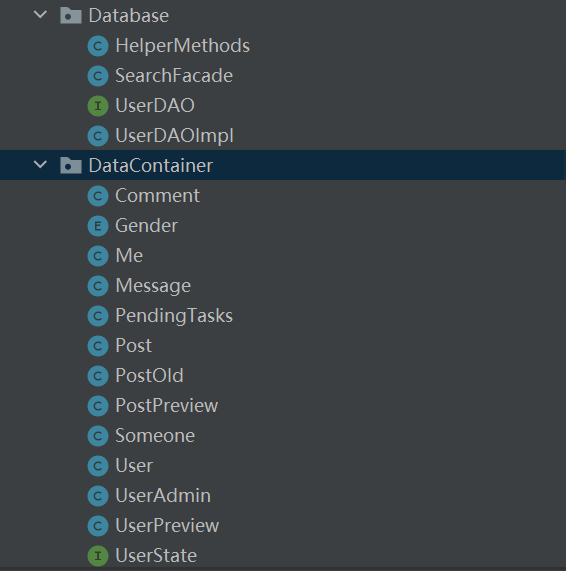 Database
C HelperMethods
C SearchFacade
I UserDAO
C UserDAOImpl
DataContainer
C Comment
E Gender
C Me
C Message
C PendingTasks
C Post
C PostOld
C PostPreview
C Someone
C User
C UserAdmin
C UserPreview
I UserState